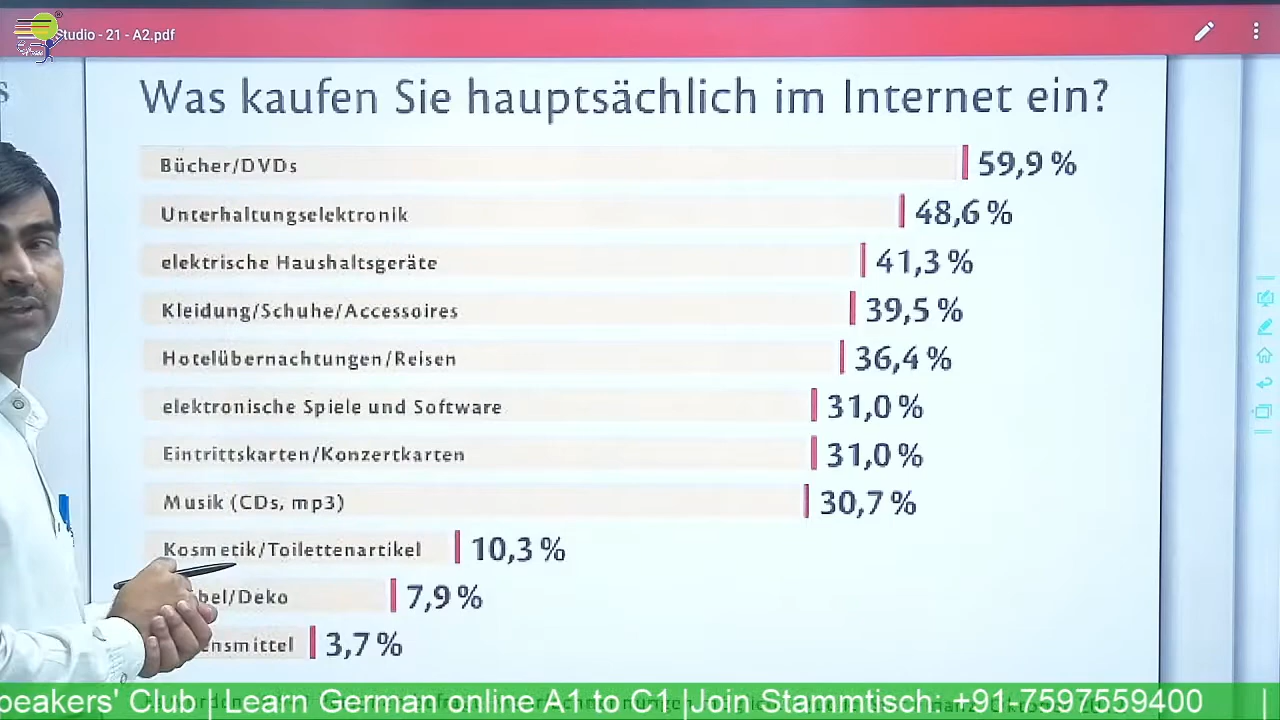 Studio - 21 - A2.pdf
Was kaufen Sie hauptsächlich im Internet ein?
Bücher/DVDs 59,9 %
Unterhaltungselektronik 48,6 %
elektrische Haushaltsgeräte 41,3 %
Kleidung/Schuhe/Accessoires 39,5 %
Hotelübernachtungen/Reisen 36,4 %
elektronische Spiele und Software 31,0 %
Eintrittskarten/Konzertkarten 31,0 %
Musik (CDs, mp3) 30,7 %
Kosmetik/Toilettenartikel 10,3 %
bel/Deko 7,9 %
ensmittel 3,7 %
peakers' Club | Learn German online A1 to C1 |Join Stammtisch: +91-7597559400 |